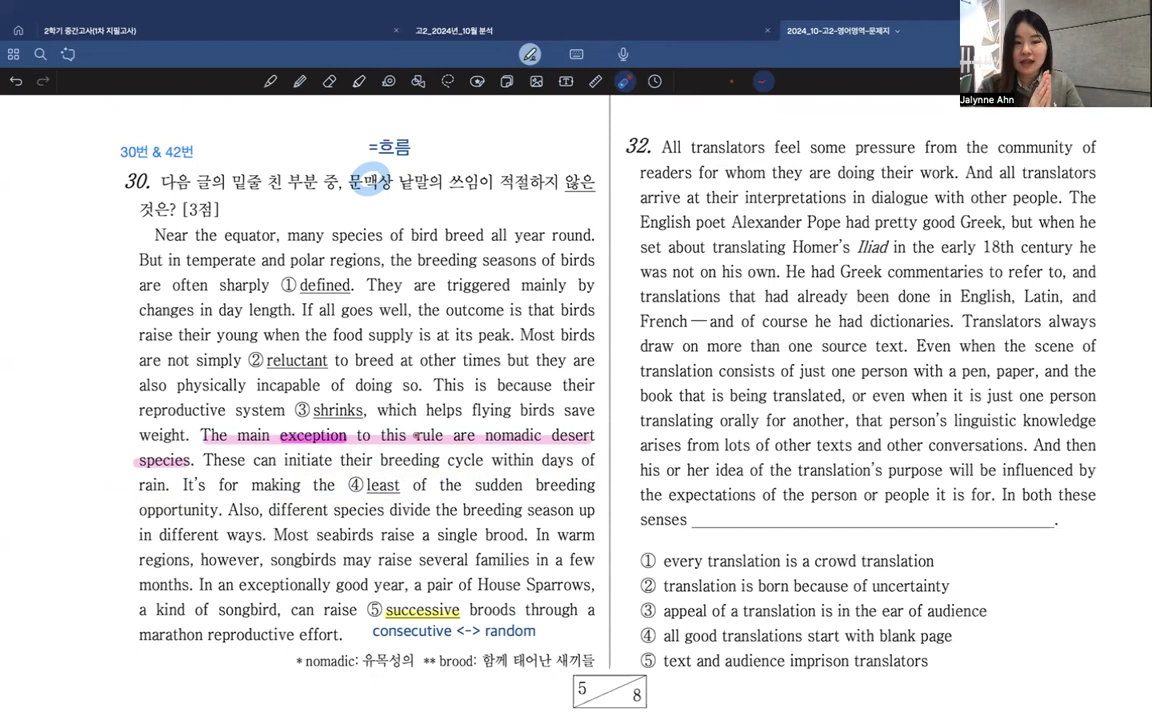 2학기 중간고사(1차 지필고사)
고2_2024년_10월 분석
2024_10-고2-영어영역-문제지
Jalynne Ahn
30번 & 42번
=흐름
30. 다음 글의 밑줄 친 부분 중, 문맥상 낱말의 쓰임이 적절하지 않은
것은? [3점]
Near the equator, many species of bird breed all year round.
But in temperate and polar regions, the breeding seasons of birds
are often sharply ① defined. They are triggered mainly by
changes in day length. If all goes well, the outcome is that birds
raise their young when the food supply is at its peak. Most birds
are not simply ② reluctant to breed at other times but they are
also physically incapable of doing so. This is because their
reproductive system ③ shrinks, which helps flying birds save
weight. The main exception to this rule are nomadic desert
species. These can initiate their breeding cycle within days of
rain. It's for making the ④ least of the sudden breeding
opportunity. Also, different species divide the breeding season up
in different ways. Most seabirds raise a single brood. In warm
regions, however, songbirds may raise several families in a few
months. In an exceptionally good year, a pair of House Sparrows,
a kind of songbird, can raise ⑤ successive broods through a
marathon reproductive effort.
consecutive <-> random
* nomadic: 유목성의 ** brood: 함께 태어난 새끼들
32. All translators feel some pressure from the community of
readers for whom they are doing their work. And all translators
arrive at their interpretations in dialogue with other people. The
English poet Alexander Pope had pretty good Greek, but when he
set about translating Homer's Iliad in the early 18th century he
was not on his own. He had Greek commentaries to refer to, and
translations that had already been done in English, Latin, and
French — and of course he had dictionaries. Translators always
draw on more than one source text. Even when the scene of
translation consists of just one person with a pen, paper, and the
book that is being translated, or even when it is just one person
translating orally for another, that person's linguistic knowledge
arises from lots of other texts and other conversations. And then
his or her idea of the translation's purpose will be influenced by
the expectations of the person or people it is for. In both these
senses ______.
① every translation is a crowd translation
② translation is born because of uncertainty
③ appeal of a translation is in the ear of audience
④ all good translations start with blank page
⑤ text and audience imprison translators
5 8